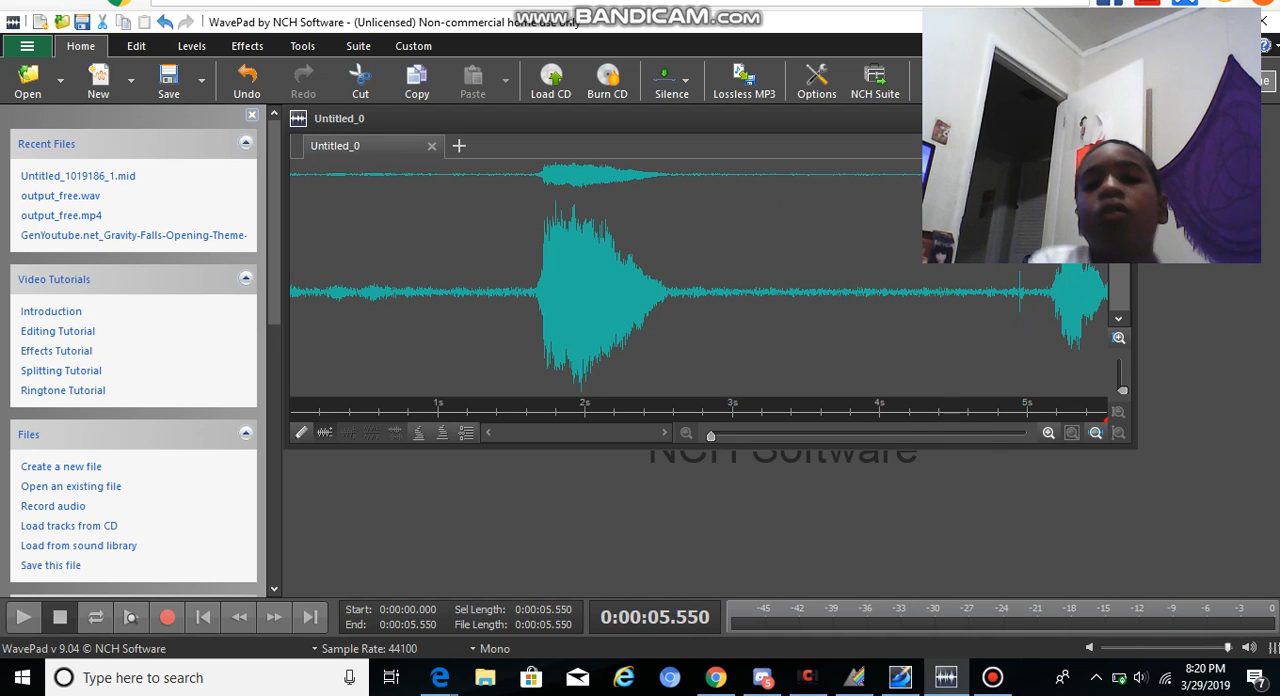 WavePad by NCH Software - (Unlicensed) Non-commercial home use only
www.BANDICAM.com
Home Edit Levels Effects Tools Suite Custom
Open New Save Undo Redo Cut Copy Paste Silence Load CD Burn CD Lossless MP3 Options NCH Suite
Untitled_0
Untitled_0
Recent Files
Untitled_1019186_1.mid
output_free.wav
output_free.mp4
GenYoutube.net_Gravity-Falls-Opening-Theme-
Video Tutorials
Introduction
Editing Tutorial
Effects Tutorial
Splitting Tutorial
Ringtone Tutorial
1s 2s 3s 4s 5s
Files
NCH Software
Create a new file
Open an existing file
Record audio
Load tracks from CD
Load from sound library
Save this file
Start: 0:00:00.000 Sel Length: 0:00:05.550
End: 0:00:05.550 File Length: 0:00:05.550
0:00:05.550
-45 -42 -39 -36 -33 -30 -27 -24 -21 -18 -15 -12 -9 -6 -3 0
WavePad v 9.04 © NCH Software Sample Rate: 44100 Mono
Type here to search
5
8:20 PM
3/29/2019
7